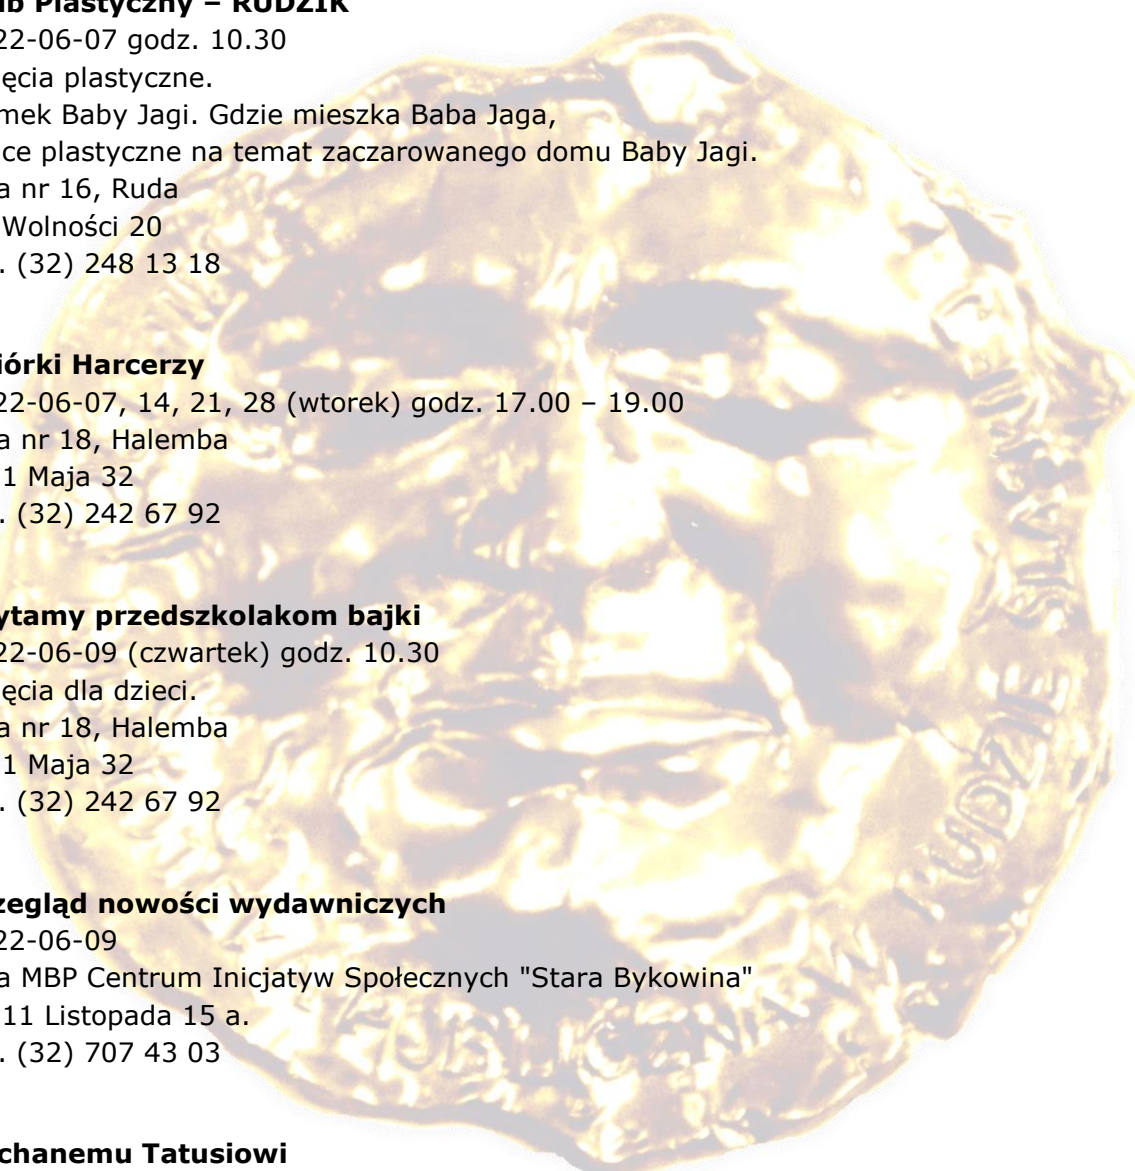 ub Plastyczny – RUDZIK
22-06-07 godz. 10.30
ęcia plastyczne.
mek Baby Jagi. Gdzie mieszka Baba Jaga,
ce plastyczne na temat zaczarowanego domu Baby Jagi.
a nr 16, Ruda
Wolności 20
. (32) 248 13 18
iórki Harcerzy
22-06-07, 14, 21, 28 (wtorek) godz. 17.00 – 19.00
a nr 18, Halemba
1 Maja 32
. (32) 242 67 92
ytamy przedszkolakom bajki
22-06-09 (czwartek) godz. 10.30
ęcia dla dzieci.
a nr 18, Halemba
1 Maja 32
. (32) 242 67 92
zegląd nowości wydawniczych
22-06-09
a MBP Centrum Inicjatyw Społecznych "Stara Bykowina"
11 Listopada 15 a.
. (32) 707 43 03
chanemu Tatusiowi